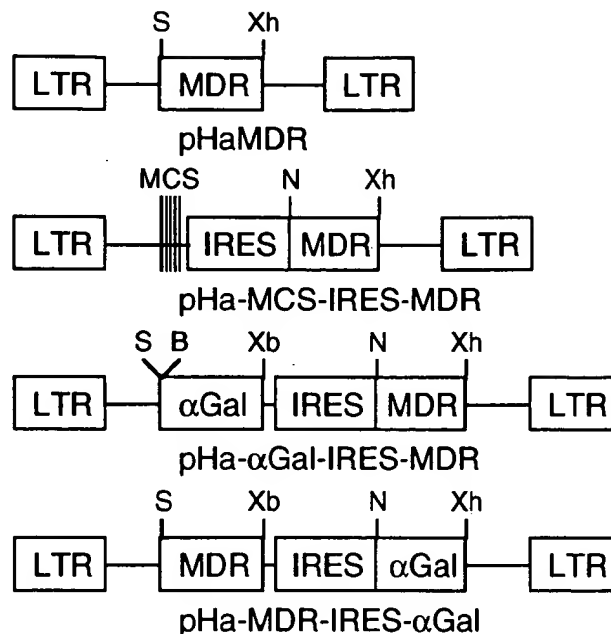 S Xh
LTR MDR LTR
pHaMDR
MCS N Xh
LTR IRES MDR LTR
pHa-MCS-IRES-MDR
S B Xb N Xh
LTR αGal IRES MDR LTR
pHa-αGal-IRES-MDR
S Xb N Xh
LTR MDR IRES αGal LTR
pHa-MDR-IRES-αGal